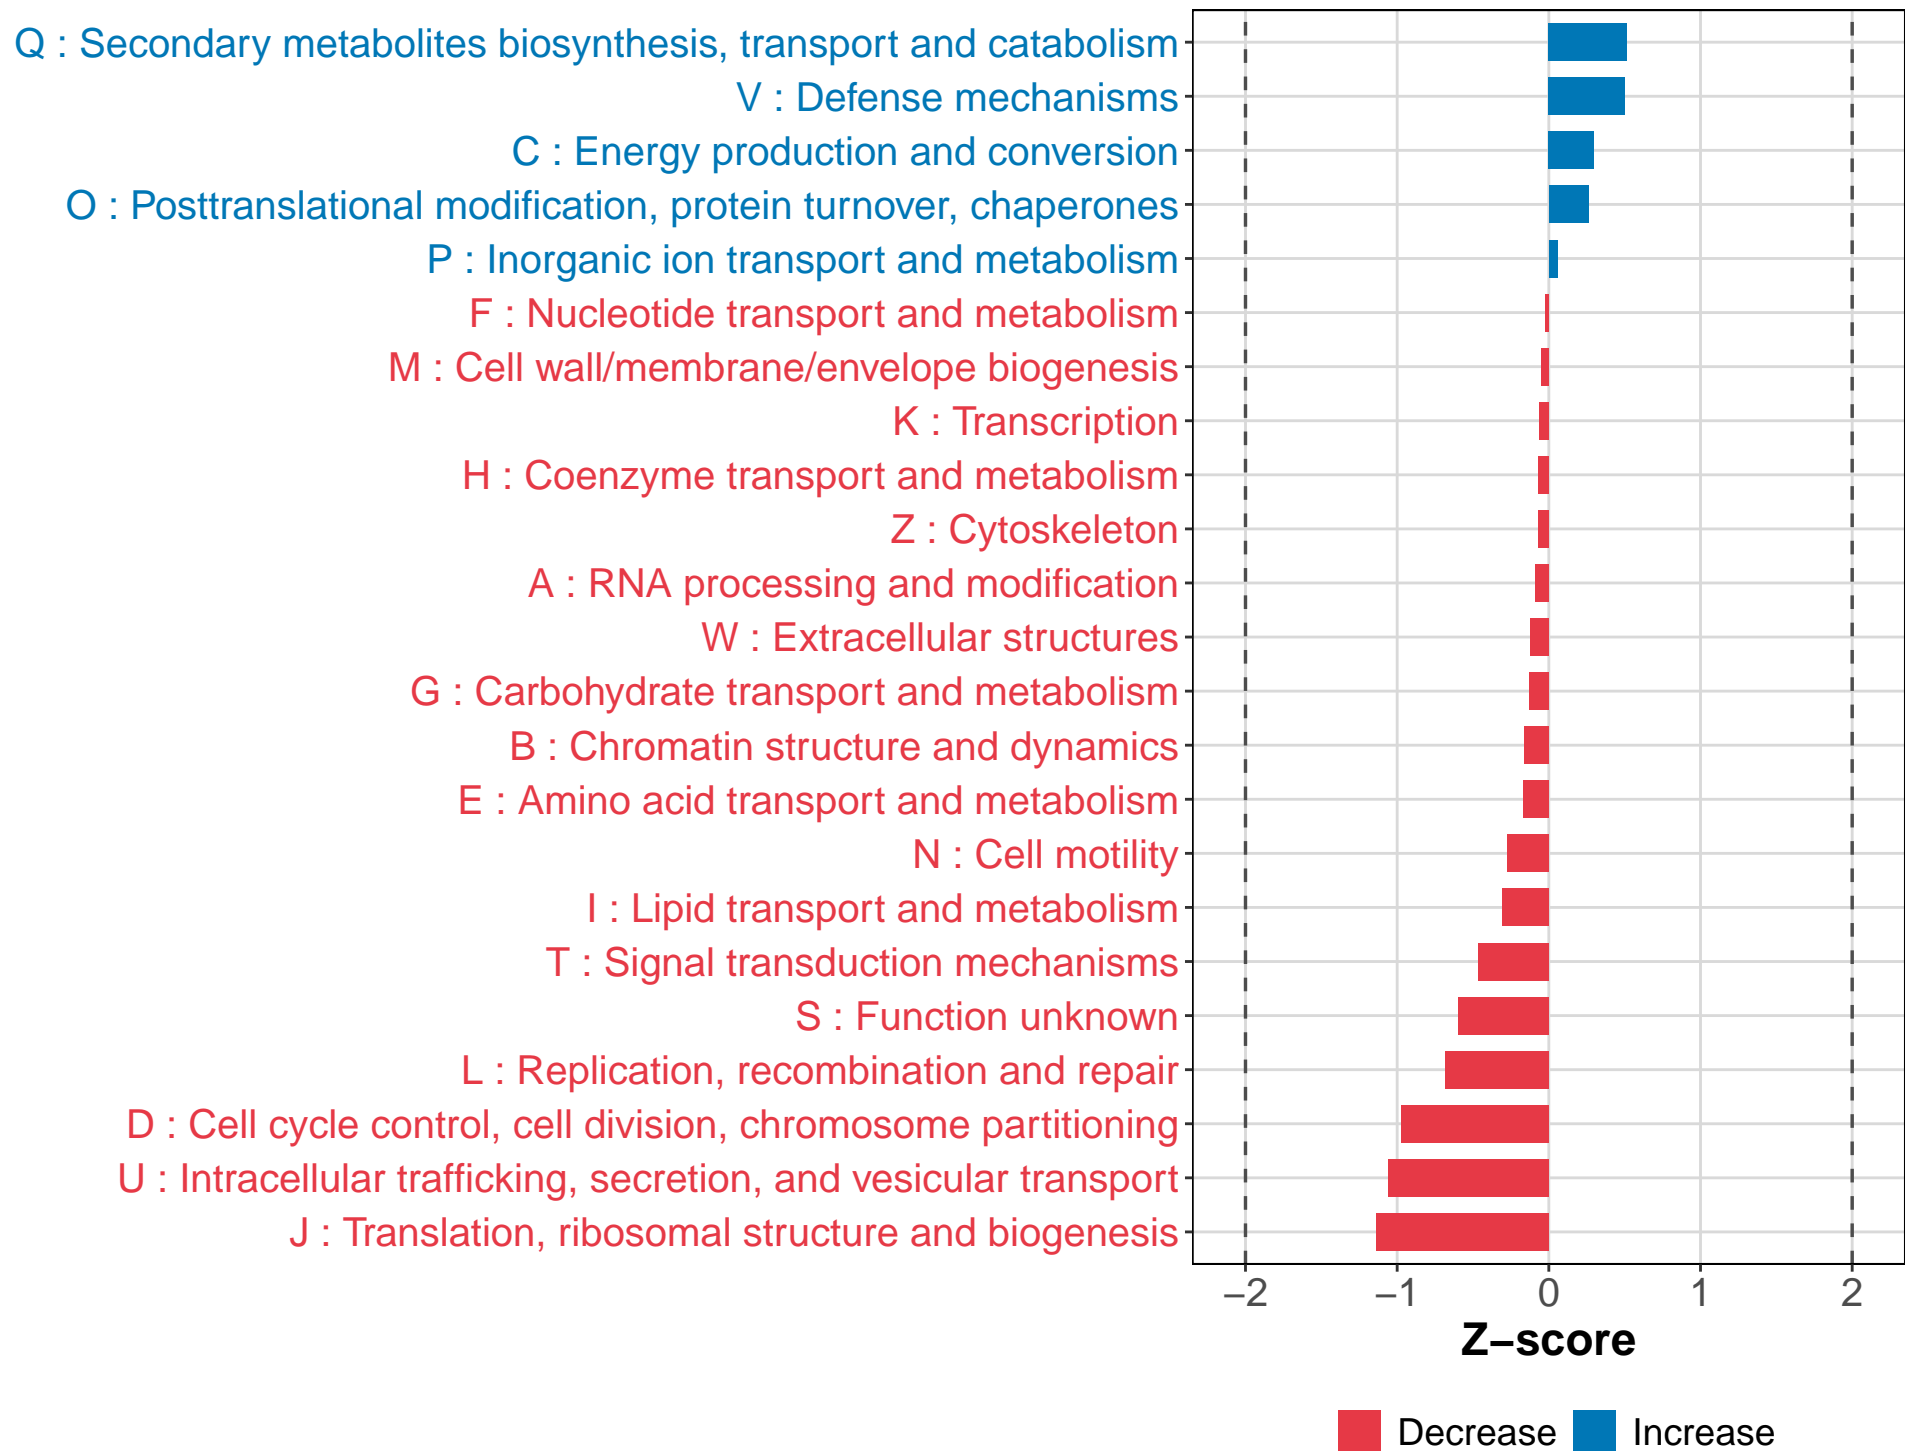 Q : Secondary metabolites biosynthesis, transport and catabolism
V : Defense mechanisms
C : Energy production and conversion
O : Posttranslational modification, protein turnover, chaperones
P : Inorganic ion transport and metabolism
F : Nucleotide transport and metabolism
M : Cell wall/membrane/envelope biogenesis
K : Transcription
H : Coenzyme transport and metabolism
Z : Cytoskeleton
A : RNA processing and modification
W : Extracellular structures
G : Carbohydrate transport and metabolism
B : Chromatin structure and dynamics
E : Amino acid transport and metabolism
N : Cell motility
I : Lipid transport and metabolism
T : Signal transduction mechanisms
S : Function unknown
L : Replication, recombination and repair
D : Cell cycle control, cell division, chromosome partitioning
U : Intracellular trafficking, secretion, and vesicular transport
J : Translation, ribosomal structure and biogenesis
−2 −1 0 1 2
Z−score
Decrease Increase